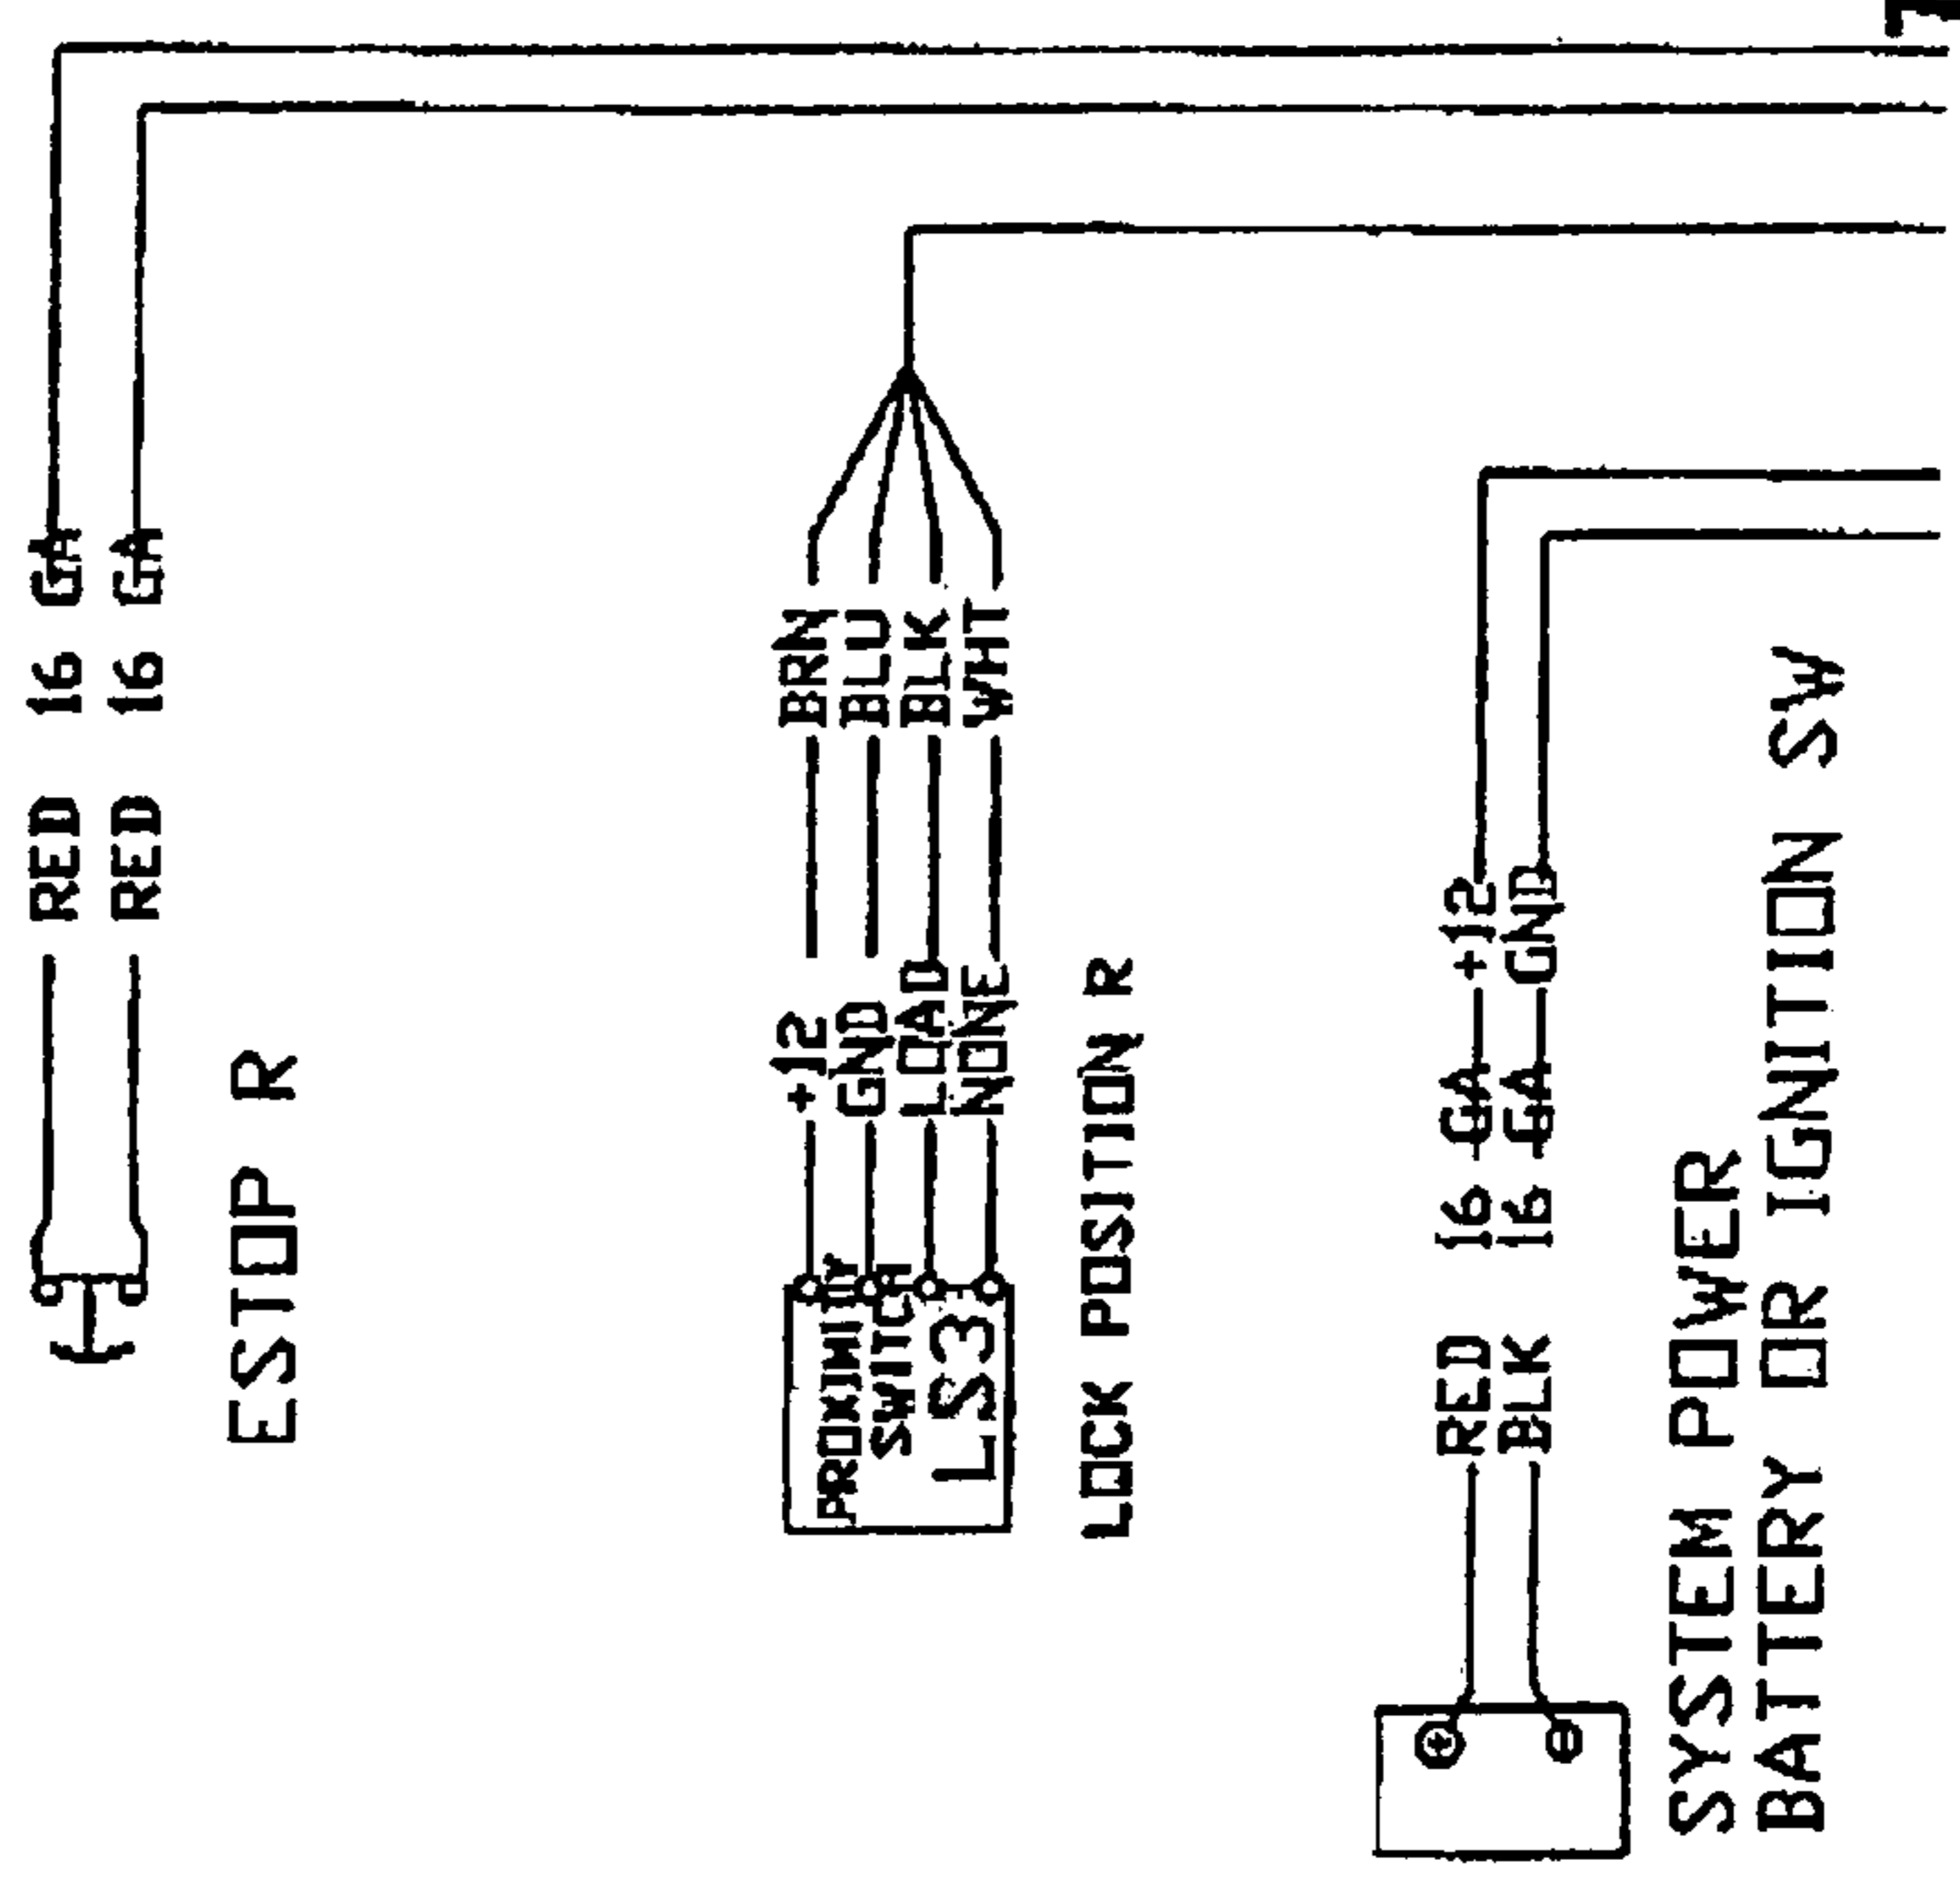 RED 16 GA
RED 16 GA
ESTOP R
+12 BRN
GND BLU
LOAD BLK
NONE WHT
PROXIMITY
SWITCH
LS3
LOCK POSITION R
RED 16 GA +12
BLK 16 GA GND
SYSTEM POWER
BATTERY OR IGNITION SW